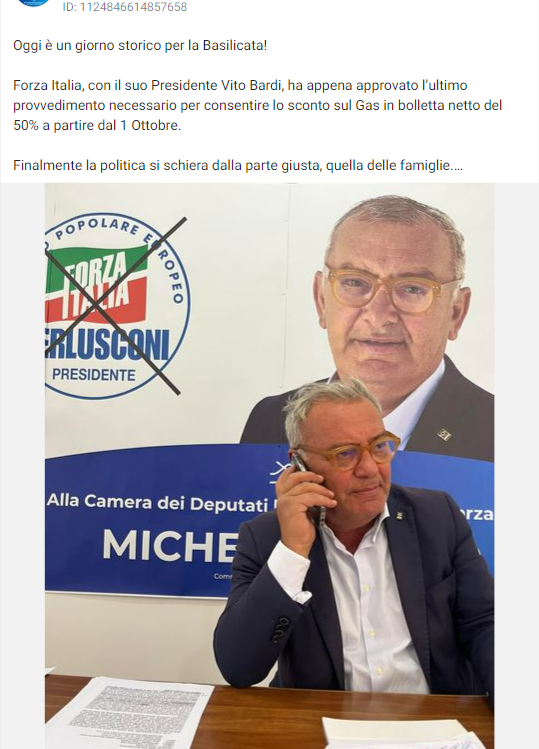 ID: 1124846614857658
Oggi è un giorno storico per la Basilicata!
Forza Italia, con il suo Presidente Vito Bardi, ha appena approvato l'ultimo
provvedimento necessario per consentire lo sconto sul Gas in bolletta netto del
50% a partire dal 1 Ottobre.
Finalmente la politica si schiera dalla parte giusta, quella delle famiglie....
POPOLARE EUROPEO
FORZA
ITALIA
ERLUSCONI
PRESIDENTE
Alla Camera dei Deputati
orza
MICHE
Com